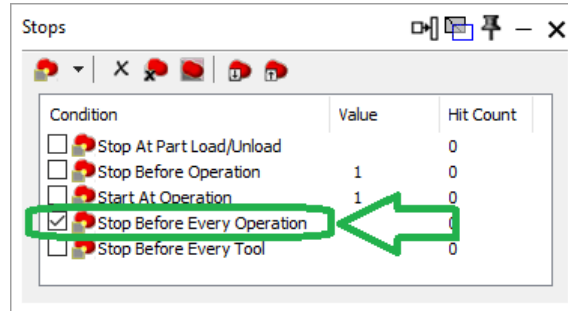 Stops
Condition Value Hit Count
Stop At Part Load/Unload 0
Stop Before Operation 1 0
Start At Operation 1 0
Stop Before Every Operation 0
Stop Before Every Tool 0